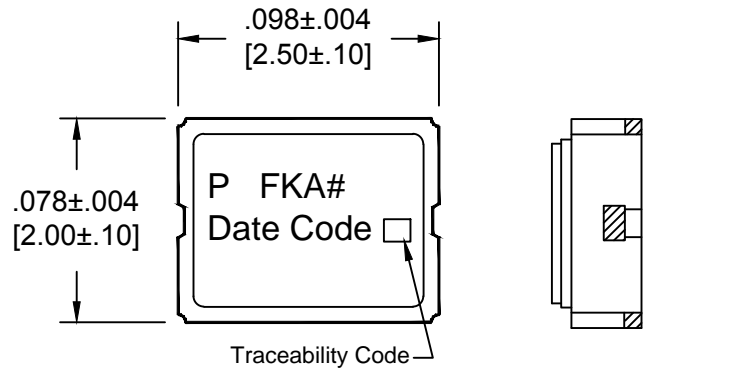 .098±.004
[2.50±.10]
.078±.004
[2.00±.10]
P FKA#
Date Code
Traceability Code